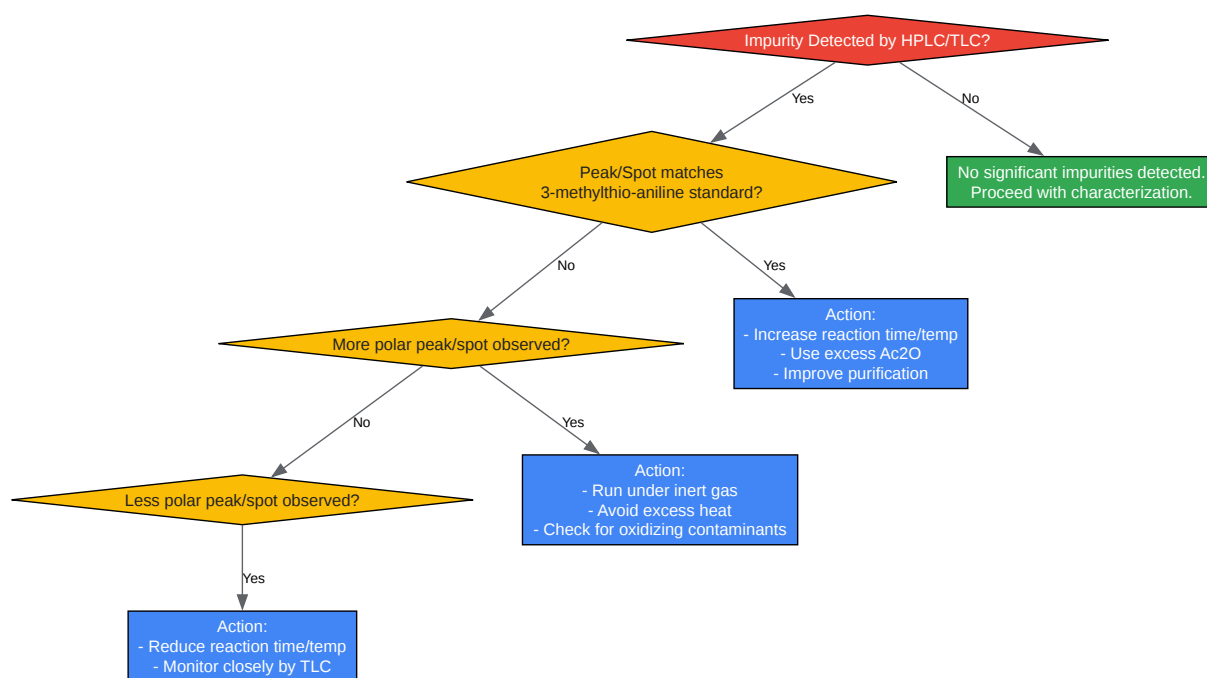 Impurity Detected by HPLC/TLC?
Yes
No
Peak/Spot matches
3-methylthio-aniline standard?
No significant impurities detected.
Proceed with characterization.
No
Yes
Action:
- Increase reaction time/temp
- Use excess Ac2O
- Improve purification
More polar peak/spot observed?
No
Yes
Action:
- Run under inert gas
- Avoid excess heat
- Check for oxidizing contaminants
Less polar peak/spot observed?
Yes
Action:
- Reduce reaction time/temp
- Monitor closely by TLC